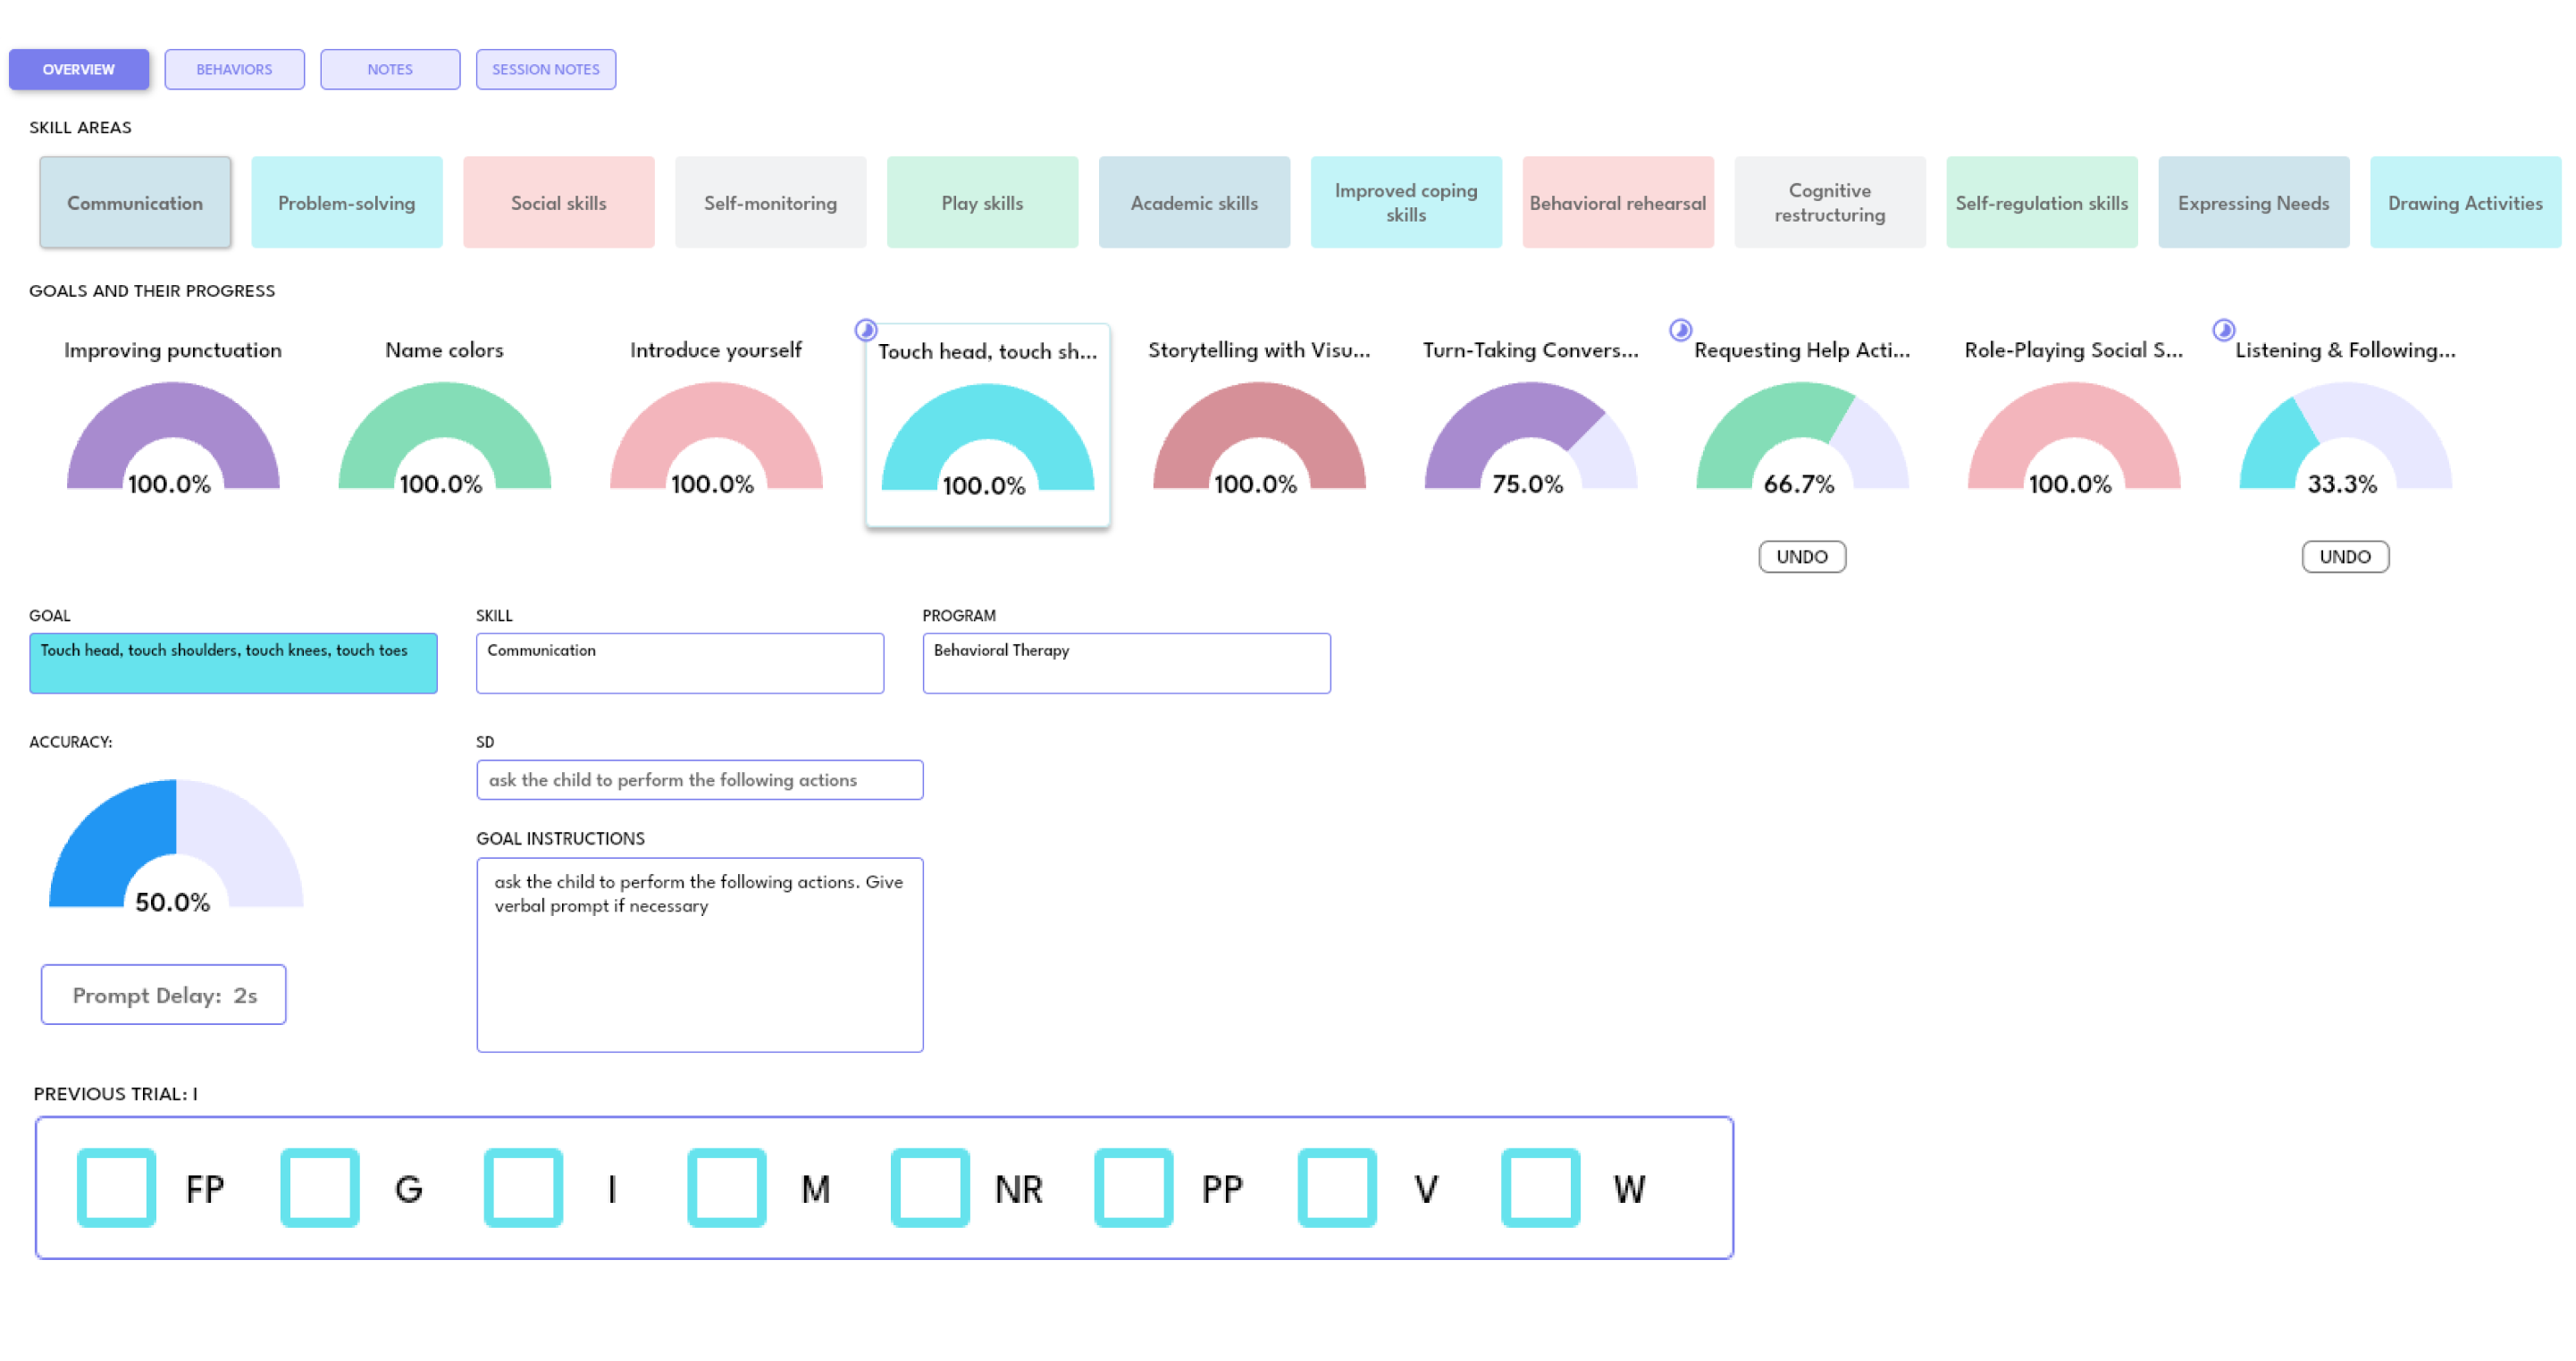 OVERVIEW BEHAVIORS NOTES SESSION NOTES
SKILL AREAS
Communication Problem-solving Social skills Self-monitoring Play skills Academic skills Improved coping skills Behavioral rehearsal Cognitive restructuring Self-regulation skills Expressing Needs Drawing Activities
GOALS AND THEIR PROGRESS
Improving punctuation Name colors Introduce yourself Touch head, touch sh... Storytelling with Visu... Turn-Taking Convers... Requesting Help Acti... Role-Playing Social S... Listening & Following...
100.0% 100.0% 100.0% 100.0% 100.0% 75.0% 66.7% 100.0% 33.3%
UNDO UNDO
GOAL SKILL PROGRAM
Touch head, touch shoulders, touch knees, touch toes Communication Behavioral Therapy
ACCURACY:
50.0%
Prompt Delay: 2s
SD
ask the child to perform the following actions
GOAL INSTRUCTIONS
ask the child to perform the following actions. Give
verbal prompt if necessary
PREVIOUS TRIAL: I
FP G I M NR PP V W